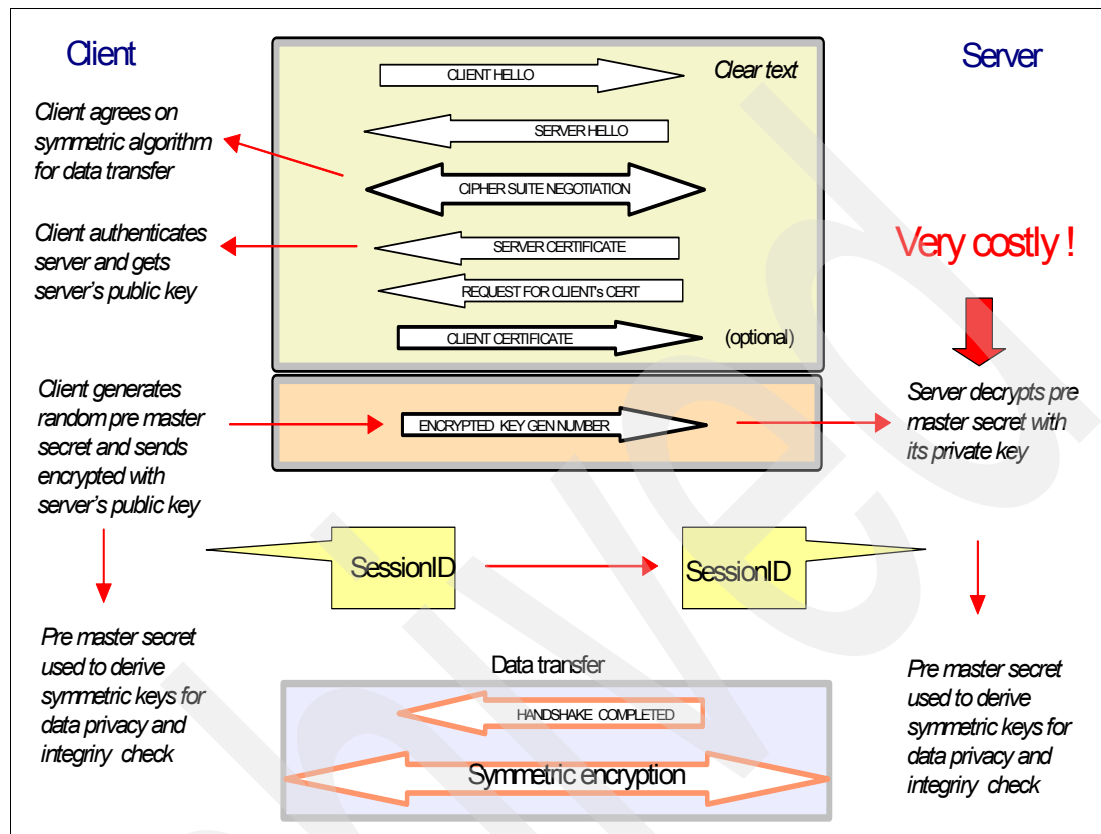 Client
Server
Clear text
CLIENT HELLO
Client agrees on
symmetric algorithm
for data transfer
SERVER HELLO
CIPHER SUITE NEGOTIATION
Client authenticates
server and gets
server's public key
SERVER CERTIFICATE
Very costly !
REQUEST FOR CLIENT's CERT
CLIENT CERTIFICATE
(optional)
Client generates
random pre master
secret and sends
encrypted with
server's public key
ENCRYPTED KEY GEN NUMBER
Server decrypts pre
master secret with
its private key
SessionID
SessionID
Pre master secret
used to derive
symmetric keys for
data privacy and
integriry check
Data transfer
HANDSHAKE COMPLETED
Symmetric encryption
Pre master secret
used to derive
symmetric keys for
data privacy and
integriry check